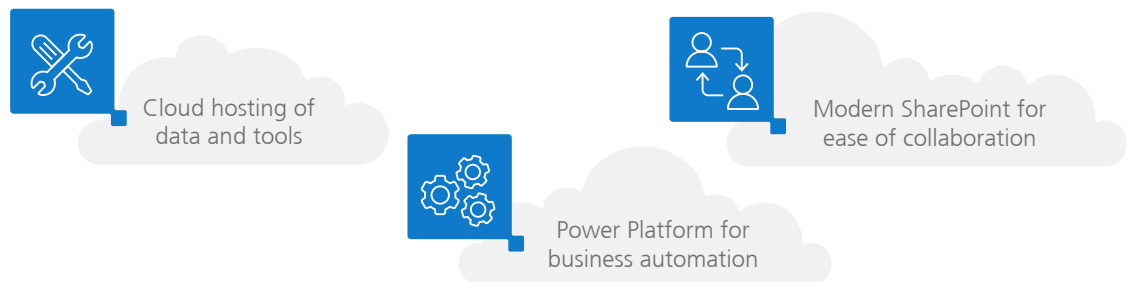 Cloud hosting of
data and tools
Modern SharePoint for
ease of collaboration
Power Platform for
business automation